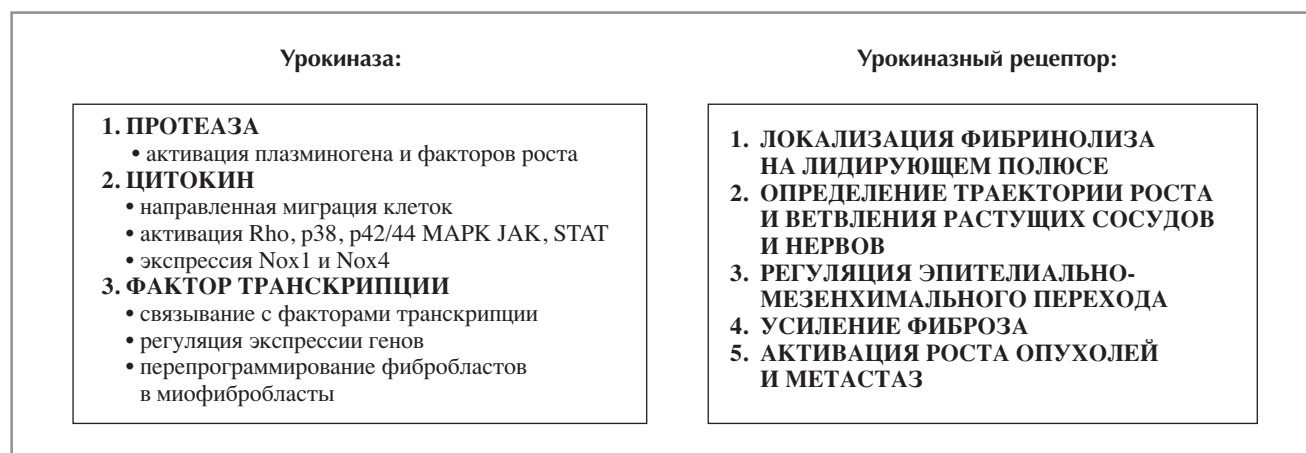 Урокиназа:
1. ПРОТЕАЗА
• активация плазминогена и факторов роста
2. ЦИТОКИН
• направленная миграция клеток
• активация Rho, p38, p42/44 MAPK JAK, STAT
• экспрессия Nox1 и Nox4
3. ФАКТОР ТРАНСКРИПЦИИ
• связывание с факторами транскрипции
• регуляция экспрессии генов
• перепрограммирование фибробластов
в миофибробласты
Урокиназный рецептор:
1. ЛОКАЛИЗАЦИЯ ФИБРИНОЛИЗА
НА ЛИДИРУЮЩЕМ ПОЛЮСЕ
2. ОПРЕДЕЛЕНИЕ ТРАЕКТОРИИ РОСТА
И ВЕТВЛЕНИЯ РАСТУЩИХ СОСУДОВ
И НЕРВОВ
3. РЕГУЛЯЦИЯ ЭПИТЕЛИАЛЬНО-
МЕЗЕНХИМАЛЬНОГО ПЕРЕХОДА
4. УСИЛЕНИЕ ФИБРОЗА
5. АКТИВАЦИЯ РОСТА ОПУХОЛЕЙ
И МЕТАСТАЗ